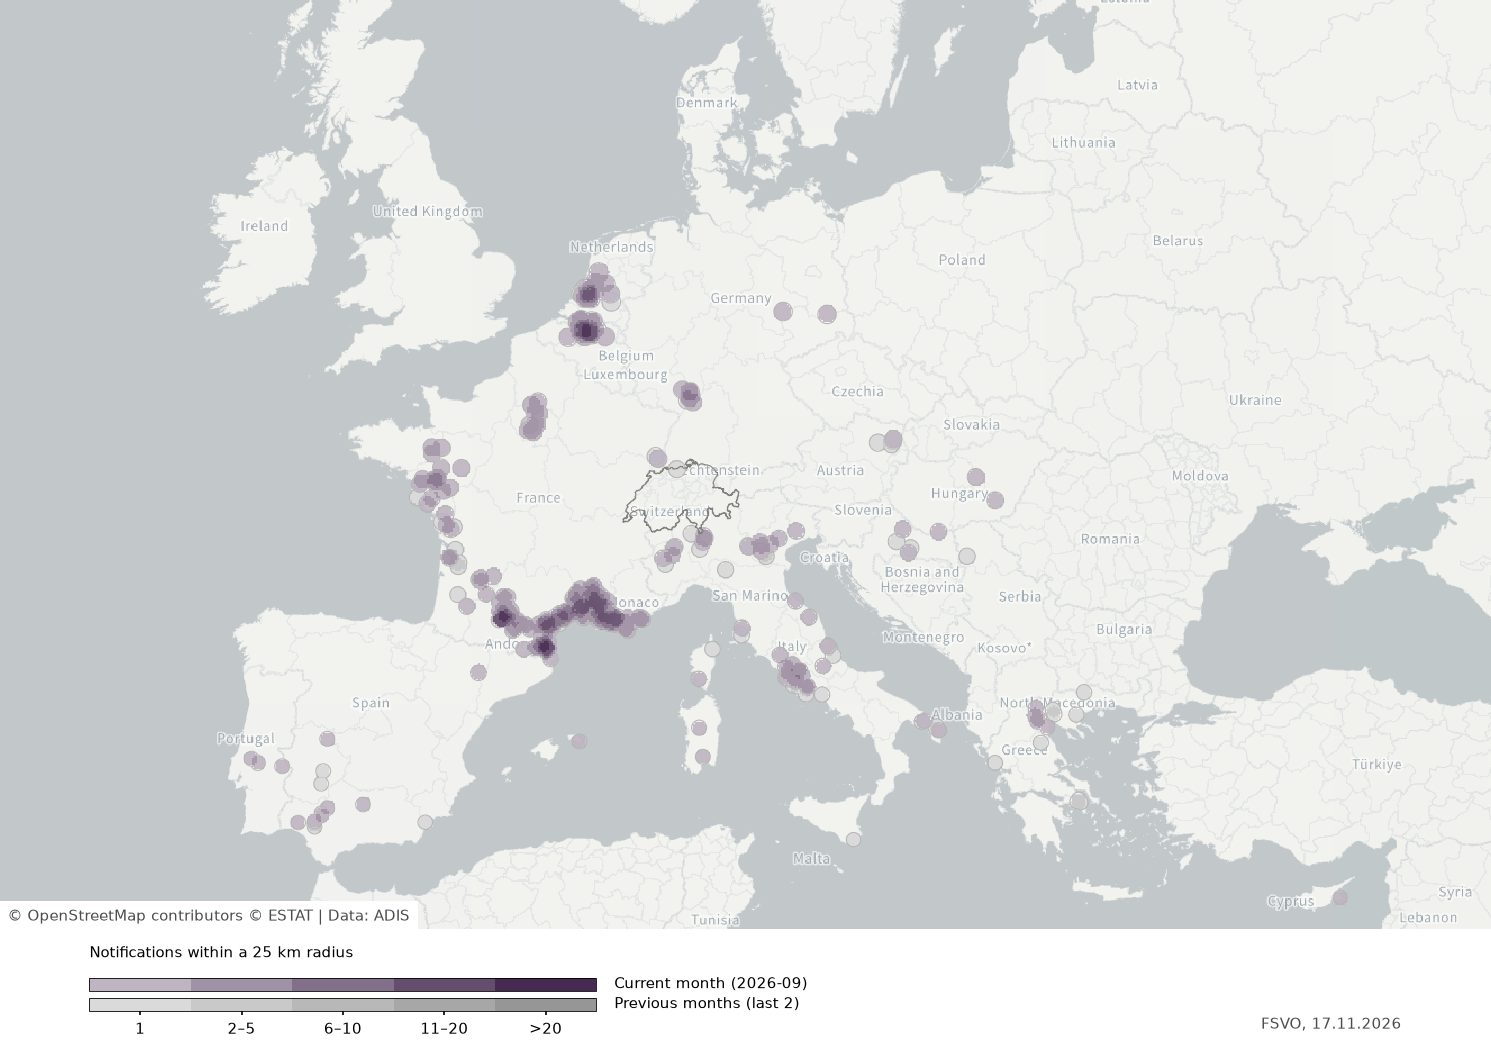 Estonia
Latvia
Denmark
Lithuania
United Kingdom
Ireland
Netherlands
Belarus
Poland
Germany
Belgium
Luxembourg
Czechia
Ukraine
Slovakia
Liechtenstein
Austria
Moldova
France
Hungary
Switzerland
Slovenia
Romania
Croatia
Bosnia and
Herzegovina
San Marino
Monaco
Serbia
Bulgaria
Montenegro
Andorra
Italy
Kosovo*
Spain
North Macedonia
Albania
Portugal
Greece
Türkiye
Malta
Cyprus
Syria
Lebanon
Tunisia
© OpenStreetMap contributors © ESTAT | Data: ADIS
Notifications within a 25 km radius
Current month (2026-09)
Previous months (last 2)
1 2–5 6–10 11–20 >20
FSVO, 17.11.2026